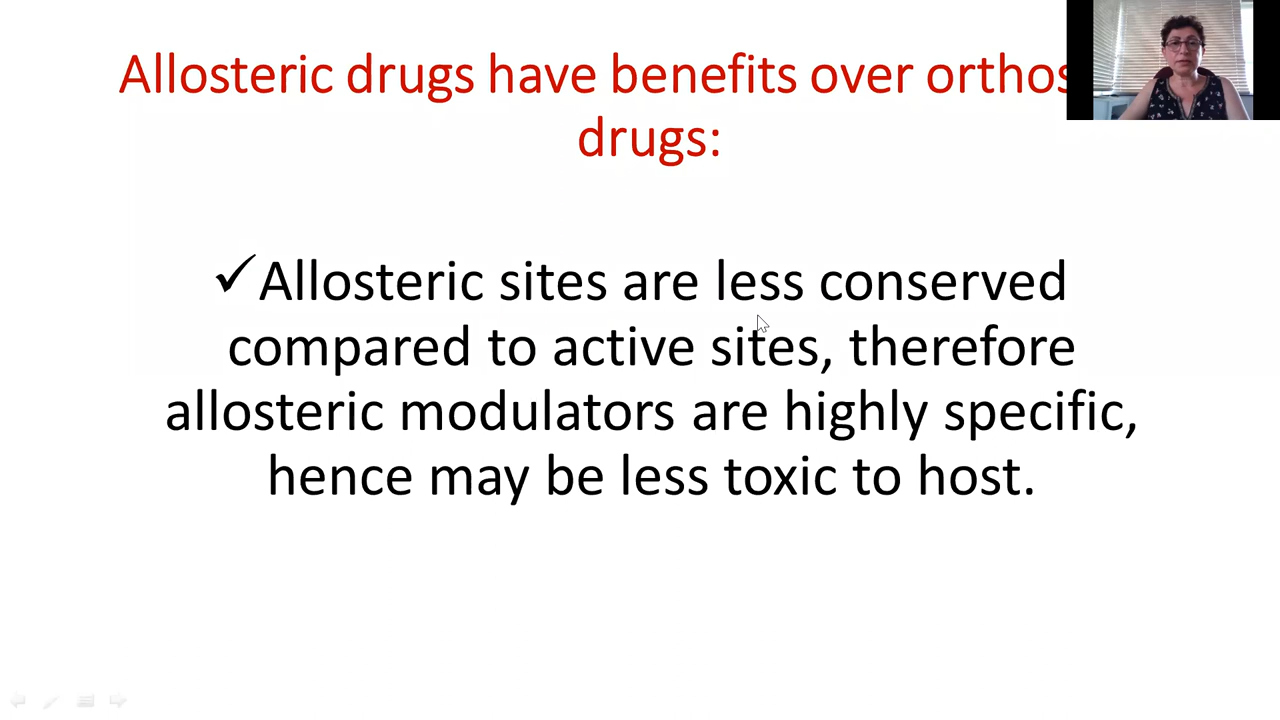 Allosteric drugs have benefits over
drugs:
✓Allosteric sites are less conserved
compared to active sites, therefore
allosteric modulators are highly specific,
hence may be less toxic to host.